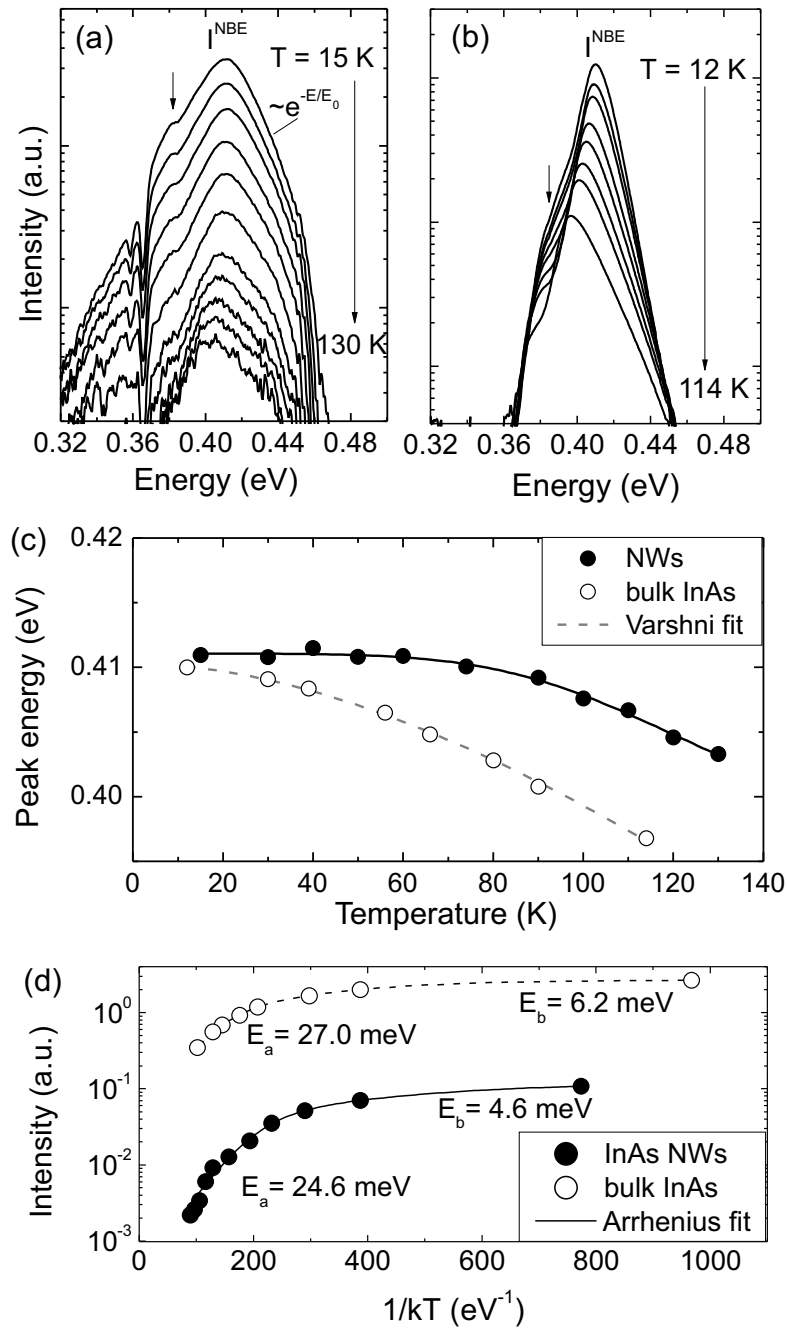 (a)
I^NBE
T = 15 K
~e^-E/E₀
130 K
Intensity (a.u.)
0.32 0.36 0.40 0.44 0.48
Energy (eV)
(b)
I^NBE
T = 12 K
114 K
0.32 0.36 0.40 0.44 0.48
Energy (eV)
(c)
0.42
0.41
0.40
Peak energy (eV)
NWs
bulk InAs
Varshni fit
0 20 40 60 80 100 120 140
Temperature (K)
(d)
10^0
10^-1
10^-2
10^-3
Intensity (a.u.)
E_a= 27.0 meV
E_b= 6.2 meV
E_b= 4.6 meV
E_a= 24.6 meV
InAs NWs
bulk InAs
Arrhenius fit
0 200 400 600 800 1000
1/kT (eV^-1)